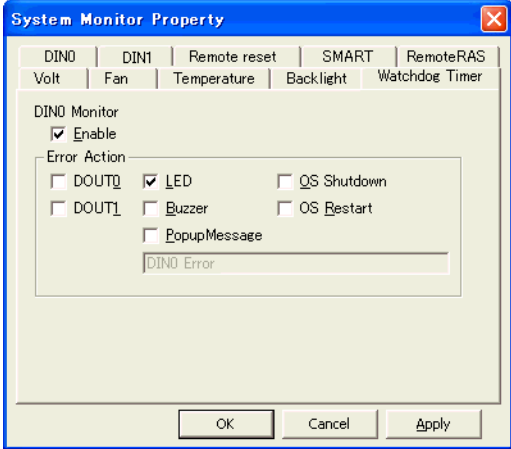 System Monitor Property
DIN0 DIN1 Remote reset SMART RemoteRAS
Volt Fan Temperature Backlight Watchdog Timer
DIN0 Monitor
Enable
Error Action
DOUT0 LED OS Shutdown
DOUT1 Buzzer OS Restart
PopupMessage
DIN0 Error
OK Cancel Apply